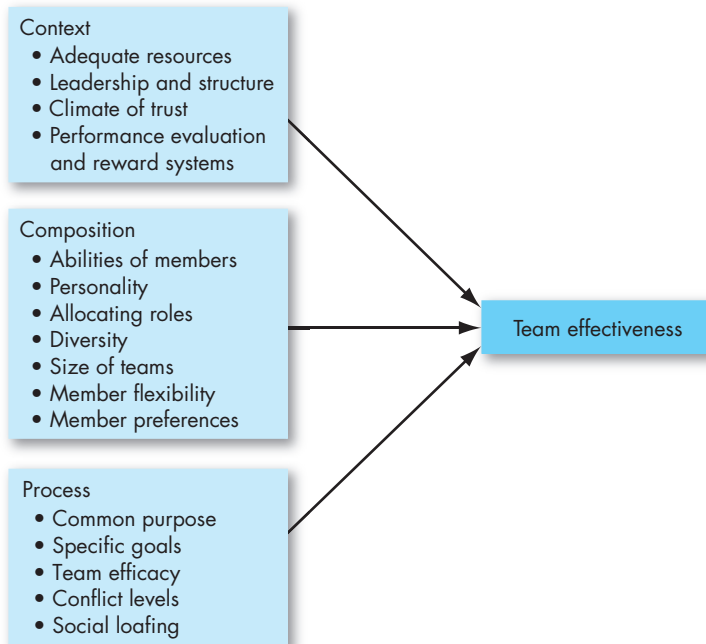 Context
• Adequate resources
• Leadership and structure
• Climate of trust
• Performance evaluation
and reward systems
Composition
• Abilities of members
• Personality
• Allocating roles
• Diversity
• Size of teams
• Member flexibility
• Member preferences
Team effectiveness
Process
• Common purpose
• Specific goals
• Team efficacy
• Conflict levels
• Social loafing